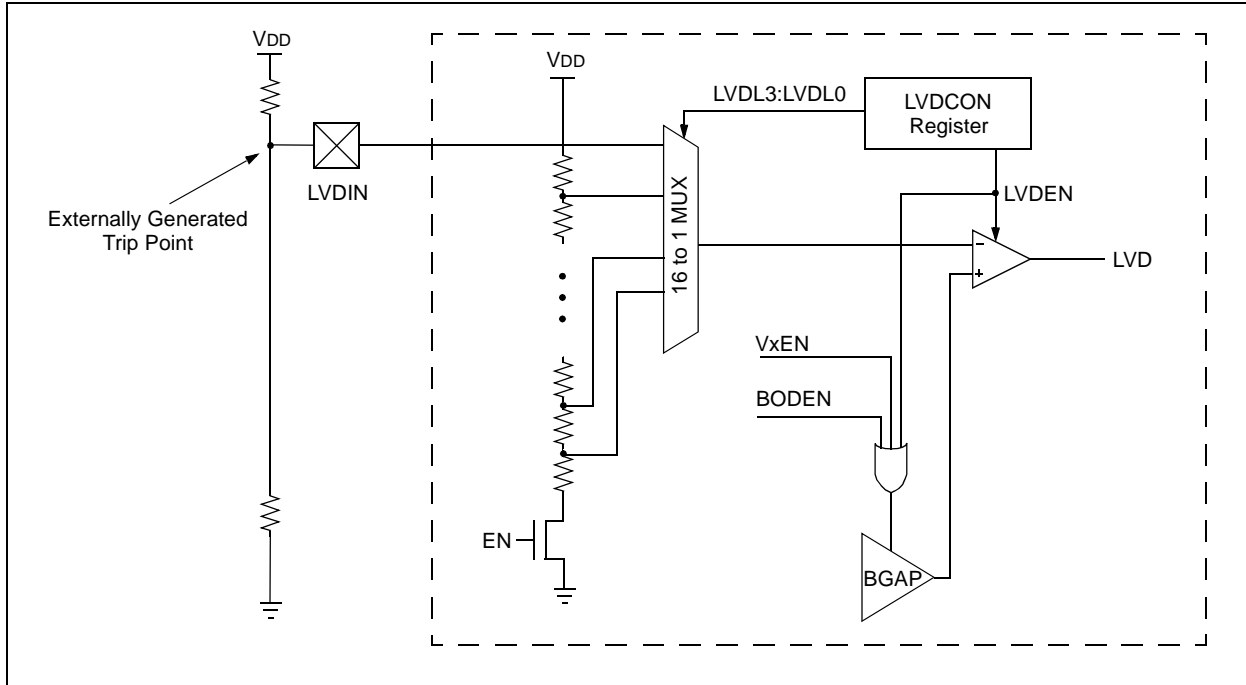 VDD
VDD
LVDL3:LVDL0
LVDCON
Register
LVDIN
Externally Generated
Trip Point
16 to 1 MUX
LVDEN
–
+
LVD
VxEN
BODEN
EN
BGAP